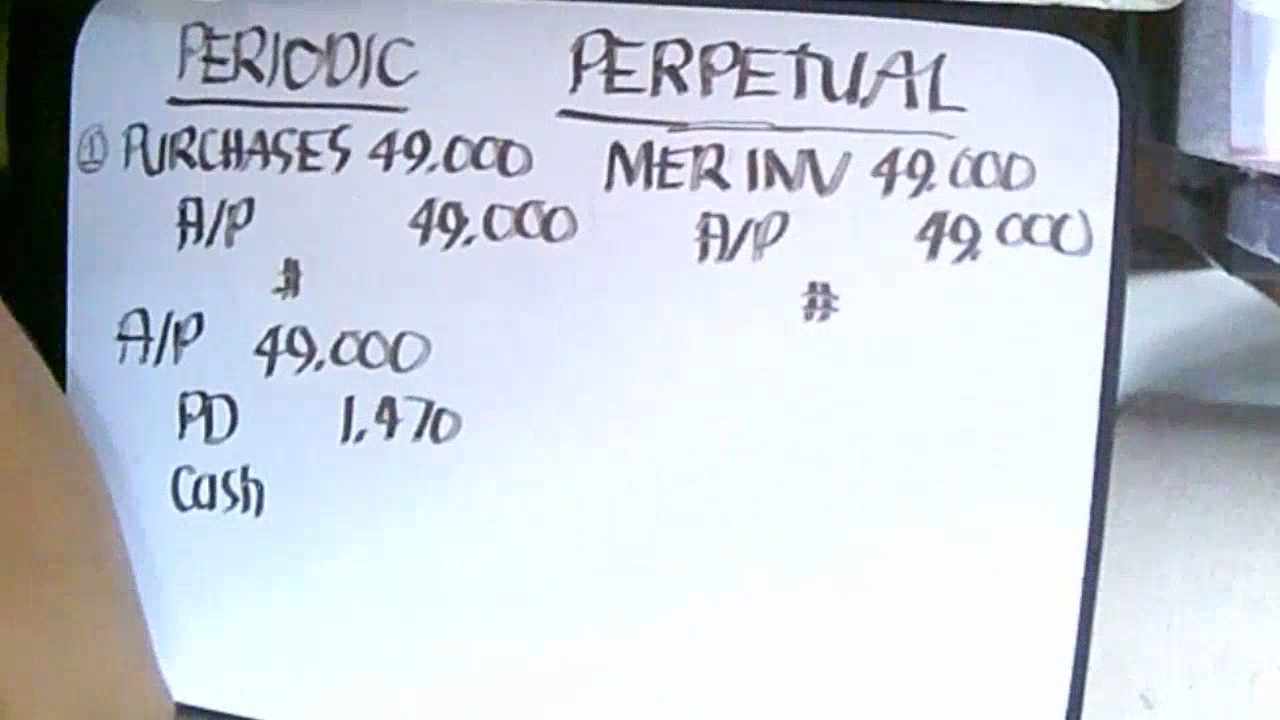 PERIODIC
① PURCHASES 49,000
A/P 49,000
#
A/P 49,000
PD 1,470
Cash
PERPETUAL
MER INV 49,000
A/P 49,000
#